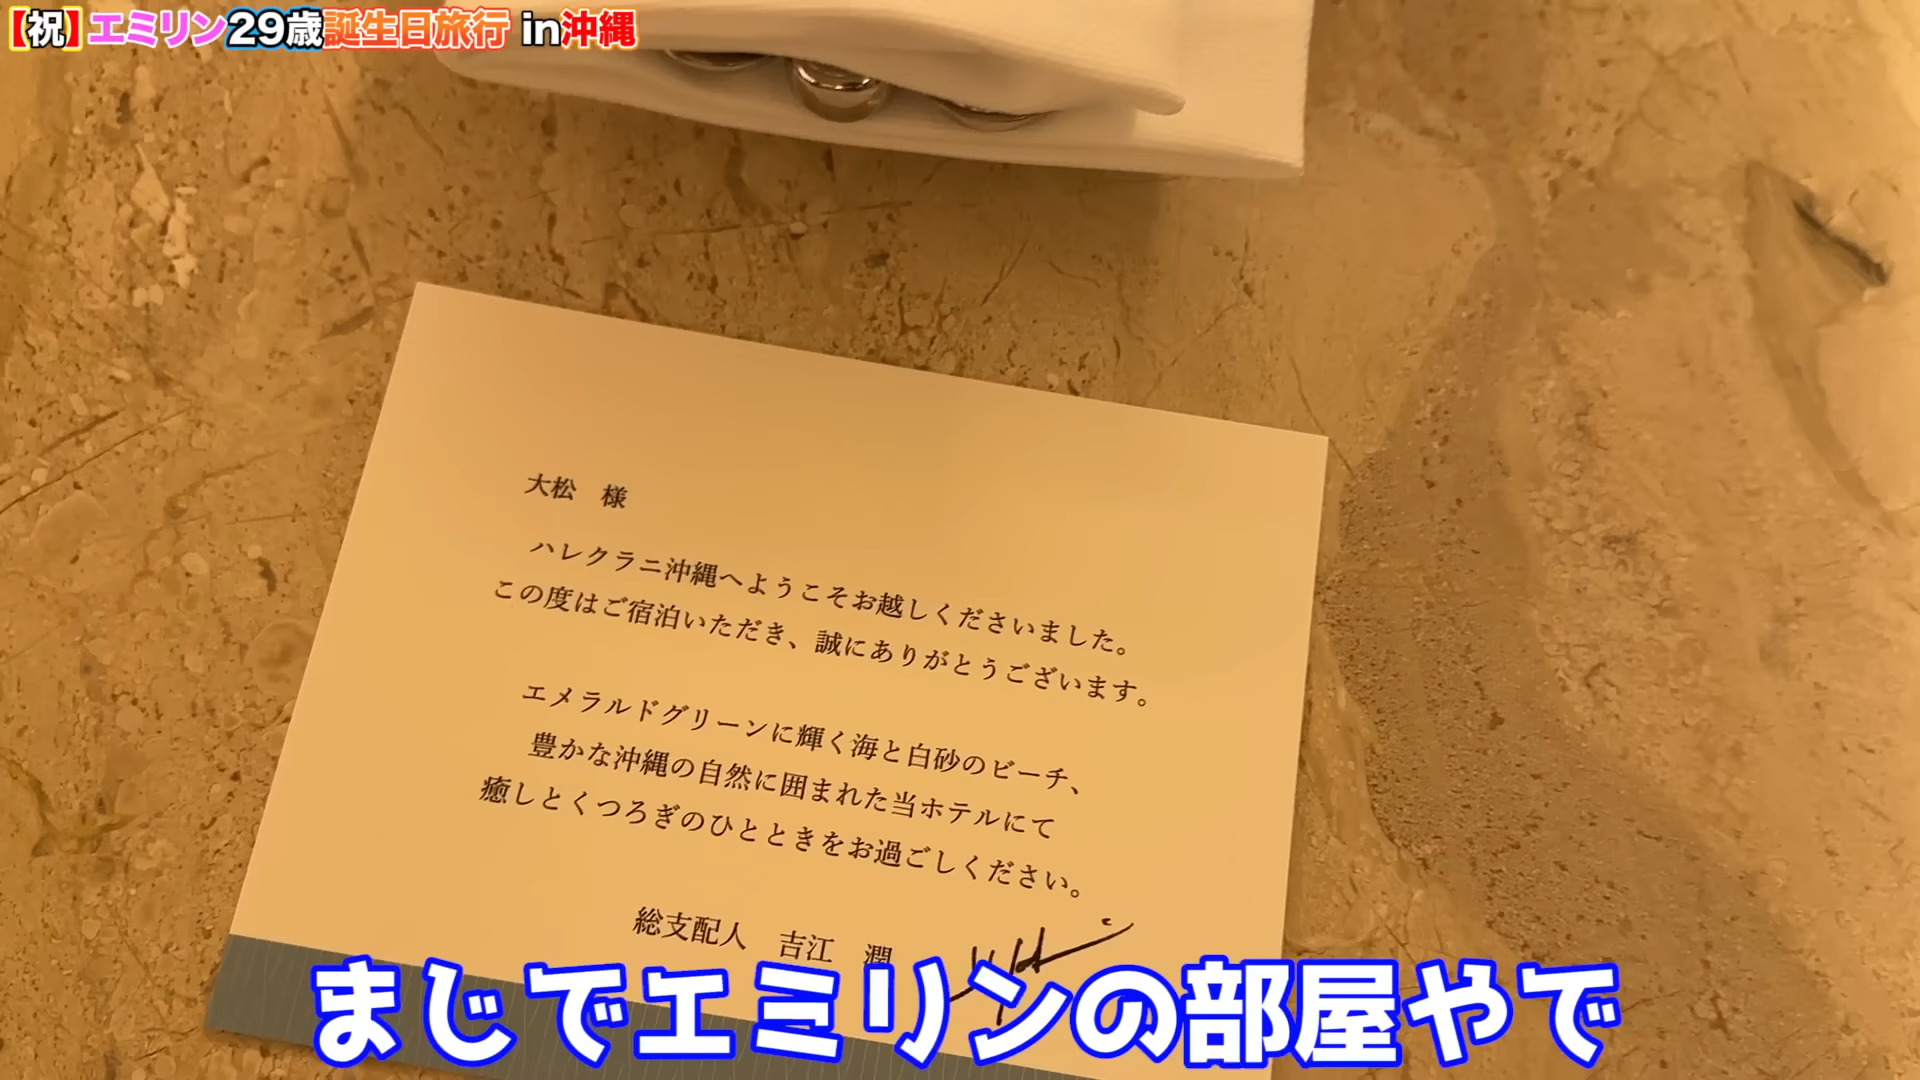 【祝】エミリン29歳誕生日旅行 in沖縄
大松 様
ハレクラニ沖縄へようこそお越しくださいました。
この度はご宿泊いただき、誠にありがとうございます。
エメラルドグリーンに輝く海と白砂のビーチ、
豊かな沖縄の自然に囲まれた当ホテルにて
癒しとくつろぎのひとときをお過ごしください。
総支配人 吉江 潤
まじでエミリンの部屋やで